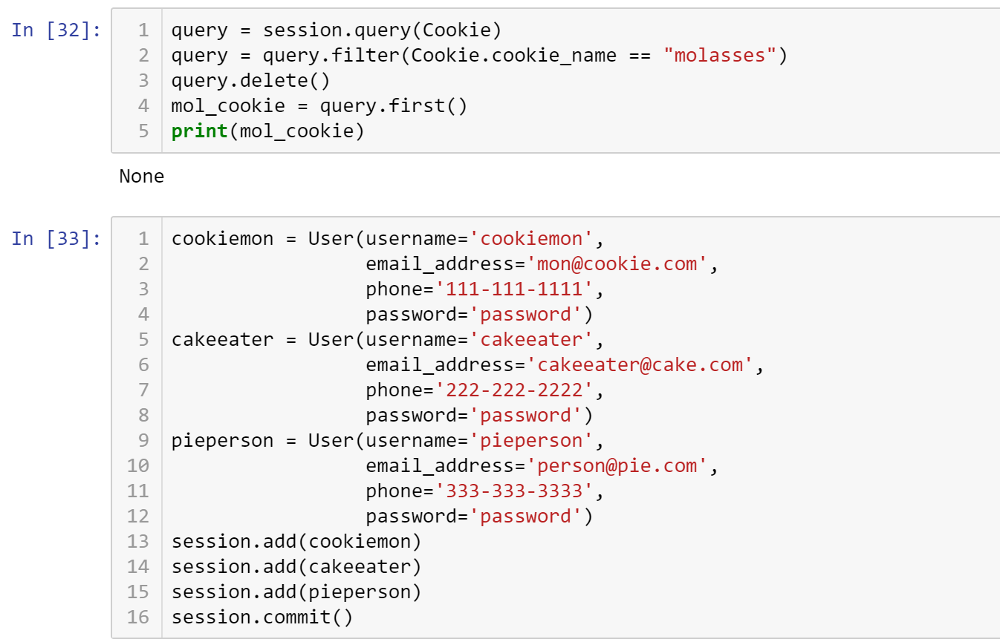 In [32]:
1 query = session.query(Cookie)
2 query = query.filter(Cookie.cookie_name == "molasses")
3 query.delete()
4 mol_cookie = query.first()
5 print(mol_cookie)
None
In [33]:
1 cookiemon = User(username='cookiemon',
2                  email_address='mon@cookie.com',
3                  phone='111-111-1111',
4                  password='password')
5 cakeeater = User(username='cakeeater',
6                  email_address='cakeeater@cake.com',
7                  phone='222-222-2222',
8                  password='password')
9 pieperson = User(username='pieperson',
10                  email_address='person@pie.com',
11                  phone='333-333-3333',
12                  password='password')
13 session.add(cookiemon)
14 session.add(cakeeater)
15 session.add(pieperson)
16 session.commit()